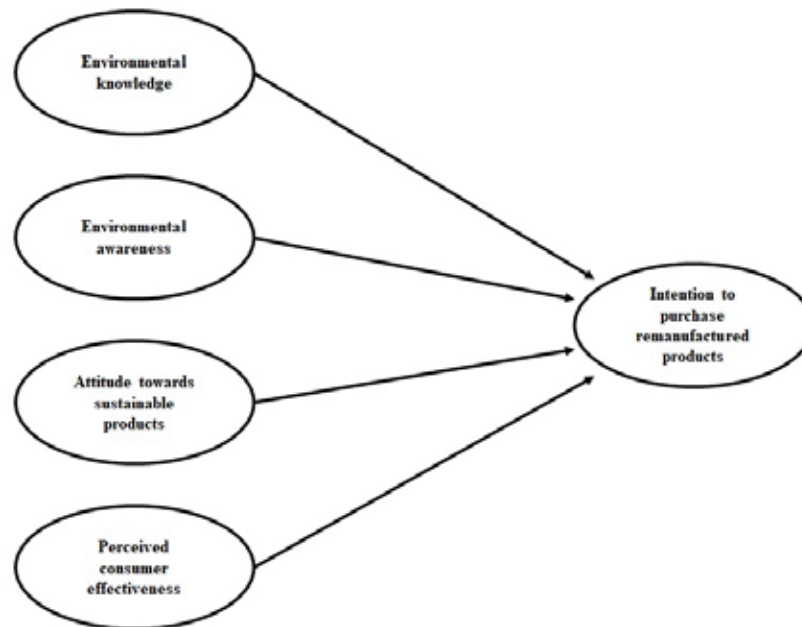 Environmental
knowledge
Environmental
awareness
Attitude towards
sustainable
products
Perceived
consumer
effectiveness
Intention to
purchase
remanufactured
products